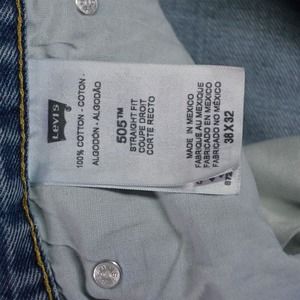 Levi's
100% COTTON - COTON
ALGODÓN - ALGODÃO
505™
STRAIGHT FIT
COUPE DROIT
CORTE RECTO
MADE IN MEXICO
FABRIQUÉ AU MEXIQUE
FABRICADO EN MÉXICO
FABRICADO NO MÉXICO
38 X 32